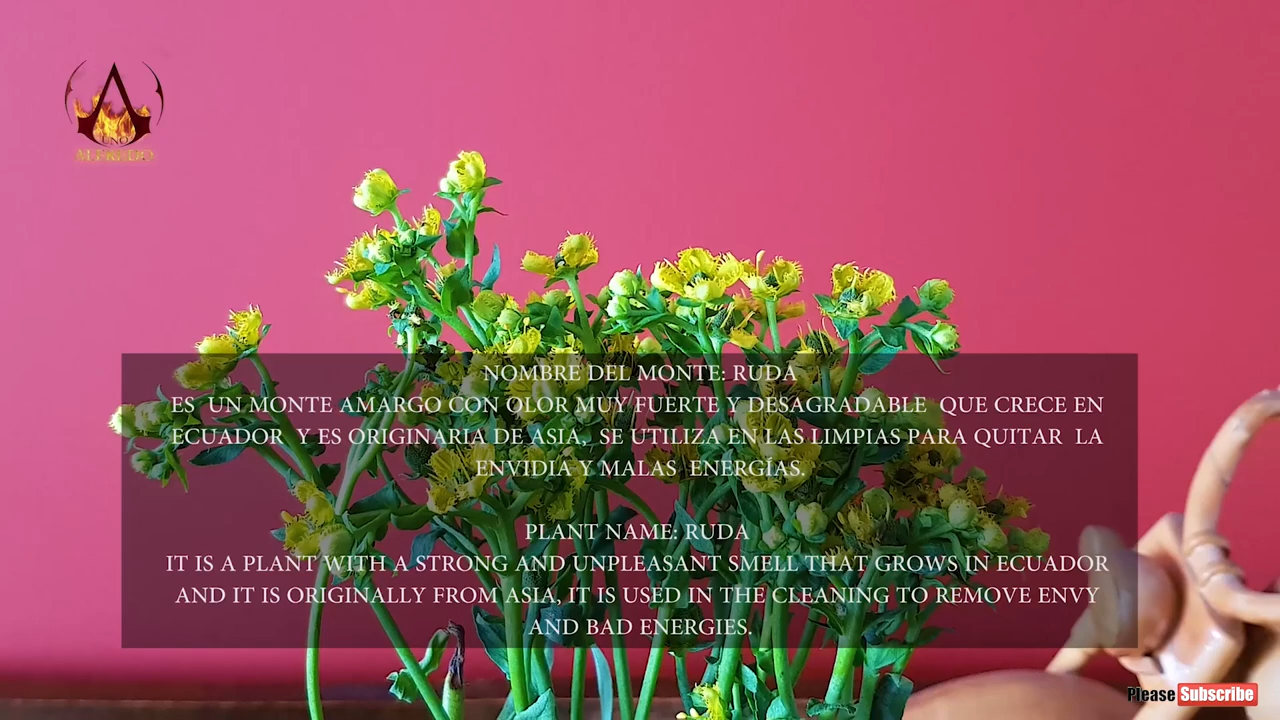 UNO
ALFREDO
NOMBRE DEL MONTE: RUDA
ES UN MONTE AMARGO CON OLOR MUY FUERTE Y DESAGRADABLE QUE CRECE EN
ECUADOR Y ES ORIGINARIA DE ASIA, SE UTILIZA EN LAS LIMPIAS PARA QUITAR LA
ENVIDIA Y MALAS ENERGÍAS.
PLANT NAME: RUDA
IT IS A PLANT WITH A STRONG AND UNPLEASANT SMELL THAT GROWS IN ECUADOR
AND IT IS ORIGINALLY FROM ASIA, IT IS USED IN THE CLEANING TO REMOVE ENVY
AND BAD ENERGIES.
Please Subscribe